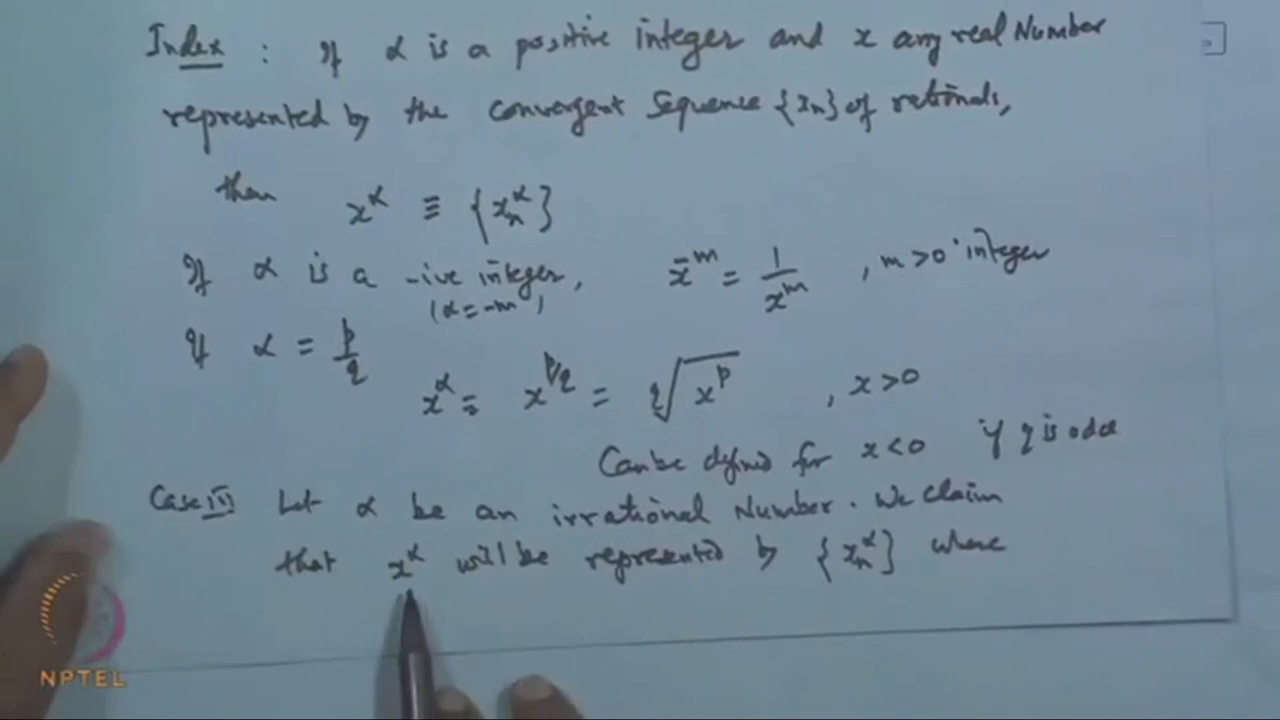 Index : If α is a positive integer and x any real Number
represented by the convergent Sequence {xₙ} of rationals,
then x^α ≡ {xₙ^α}
If α is a -ive integer, x^-m = 1/x^m , m>0 integer
(α=-m)
If α = p/q
x^α = x^p/q = q√x^p , x>0
Can be defined for x<0 if q is odd
Case III Let α be an irrational Number. We Claim
that x^α will be represented by {xₙ^α} where
NPTEL